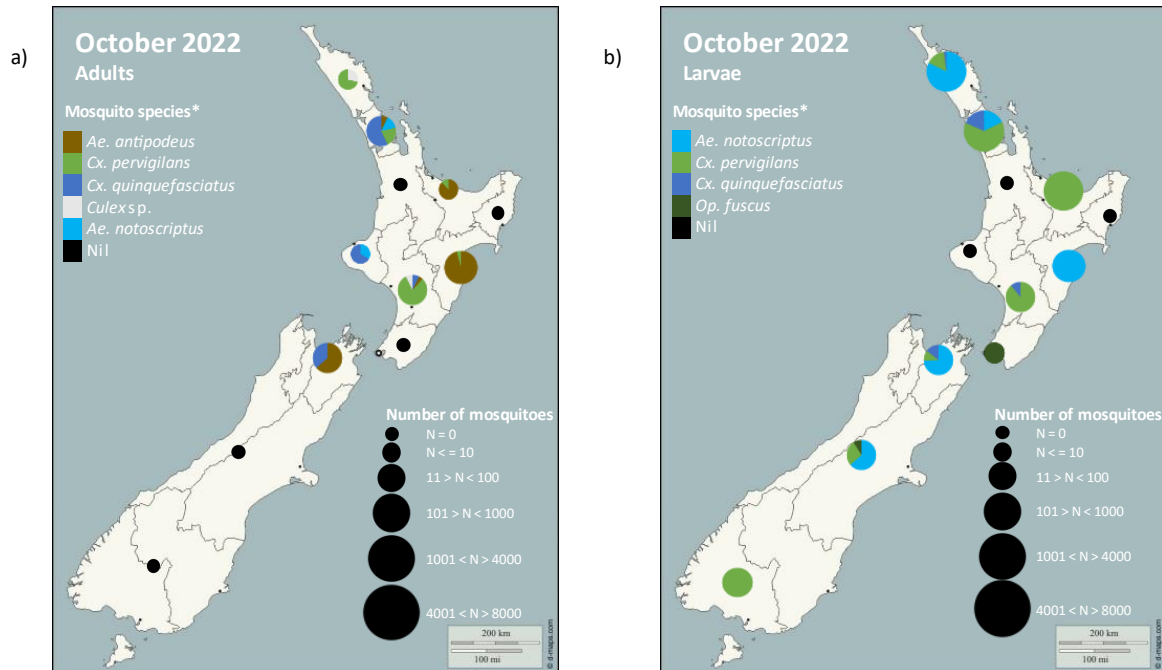 a)
October 2022
Adults
Mosquito species*
Ae. antipodeus
Cx. pervigilans
Cx. quinquefasciatus
Culex sp.
Ae. notoscriptus
Nil
Number of mosquitoes
N = 0
N <= 10
11 > N < 100
101 > N < 1000
1001 < N > 4000
4001 < N > 8000
200 km
100 mi
© d-maps.com
b)
October 2022
Larvae
Mosquito species*
Ae. notoscriptus
Cx. pervigilans
Cx. quinquefasciatus
Op. fuscus
Nil
Number of mosquitoes
N = 0
N <= 10
11 > N < 100
101 > N < 1000
1001 < N > 4000
4001 < N > 8000
200 km
100 mi
© d-maps.com